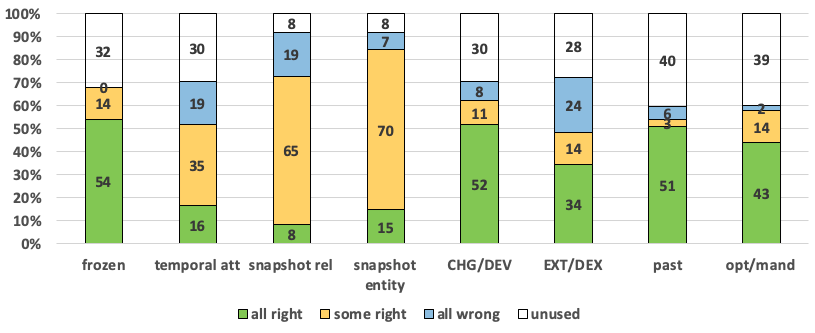 100%
90%
80%
70%
60%
50%
40%
30%
20%
10%
0%
32 30 8 8 30 28 40 39
0 19 19 7 8 24 6 2
14 35 65 70 11 14 3 14
54 16 8 15 52 34 51 43
frozen temporal att snapshot rel snapshot entity CHG/DEV EXT/DEX past opt/mand
all right some right all wrong unused